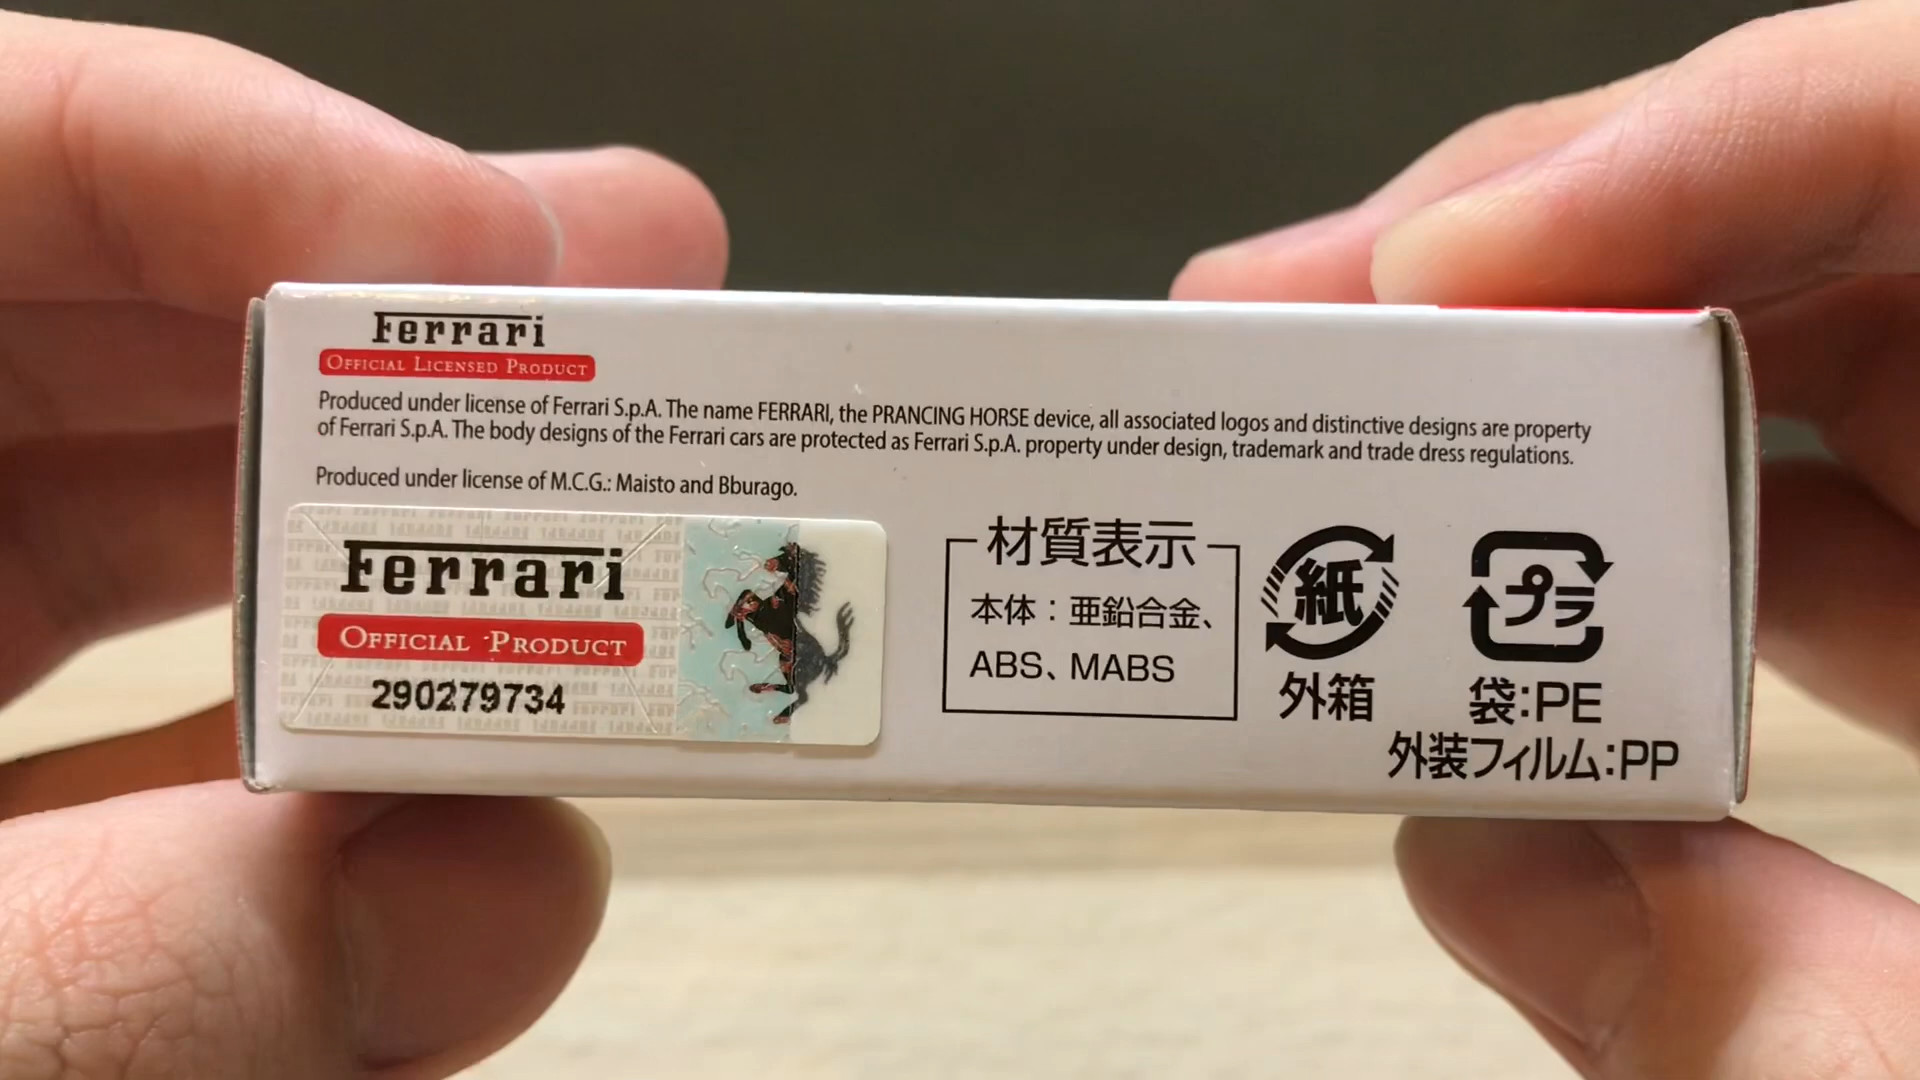 Ferrari
OFFICIAL LICENSED PRODUCT
Produced under license of Ferrari S.p.A. The name FERRARI, the PRANCING HORSE device, all associated logos and distinctive designs are property
of Ferrari S.p.A. The body designs of the Ferrari cars are protected as Ferrari S.p.A. property under design, trademark and trade dress regulations.
Produced under license of M.C.G.: Maisto and Bburago.
Ferrari
OFFICIAL PRODUCT
290279734
材質表示
本体：亜鉛合金、
ABS、MABS
紙
外箱
プラ
袋：PE
外装フィルム：PP